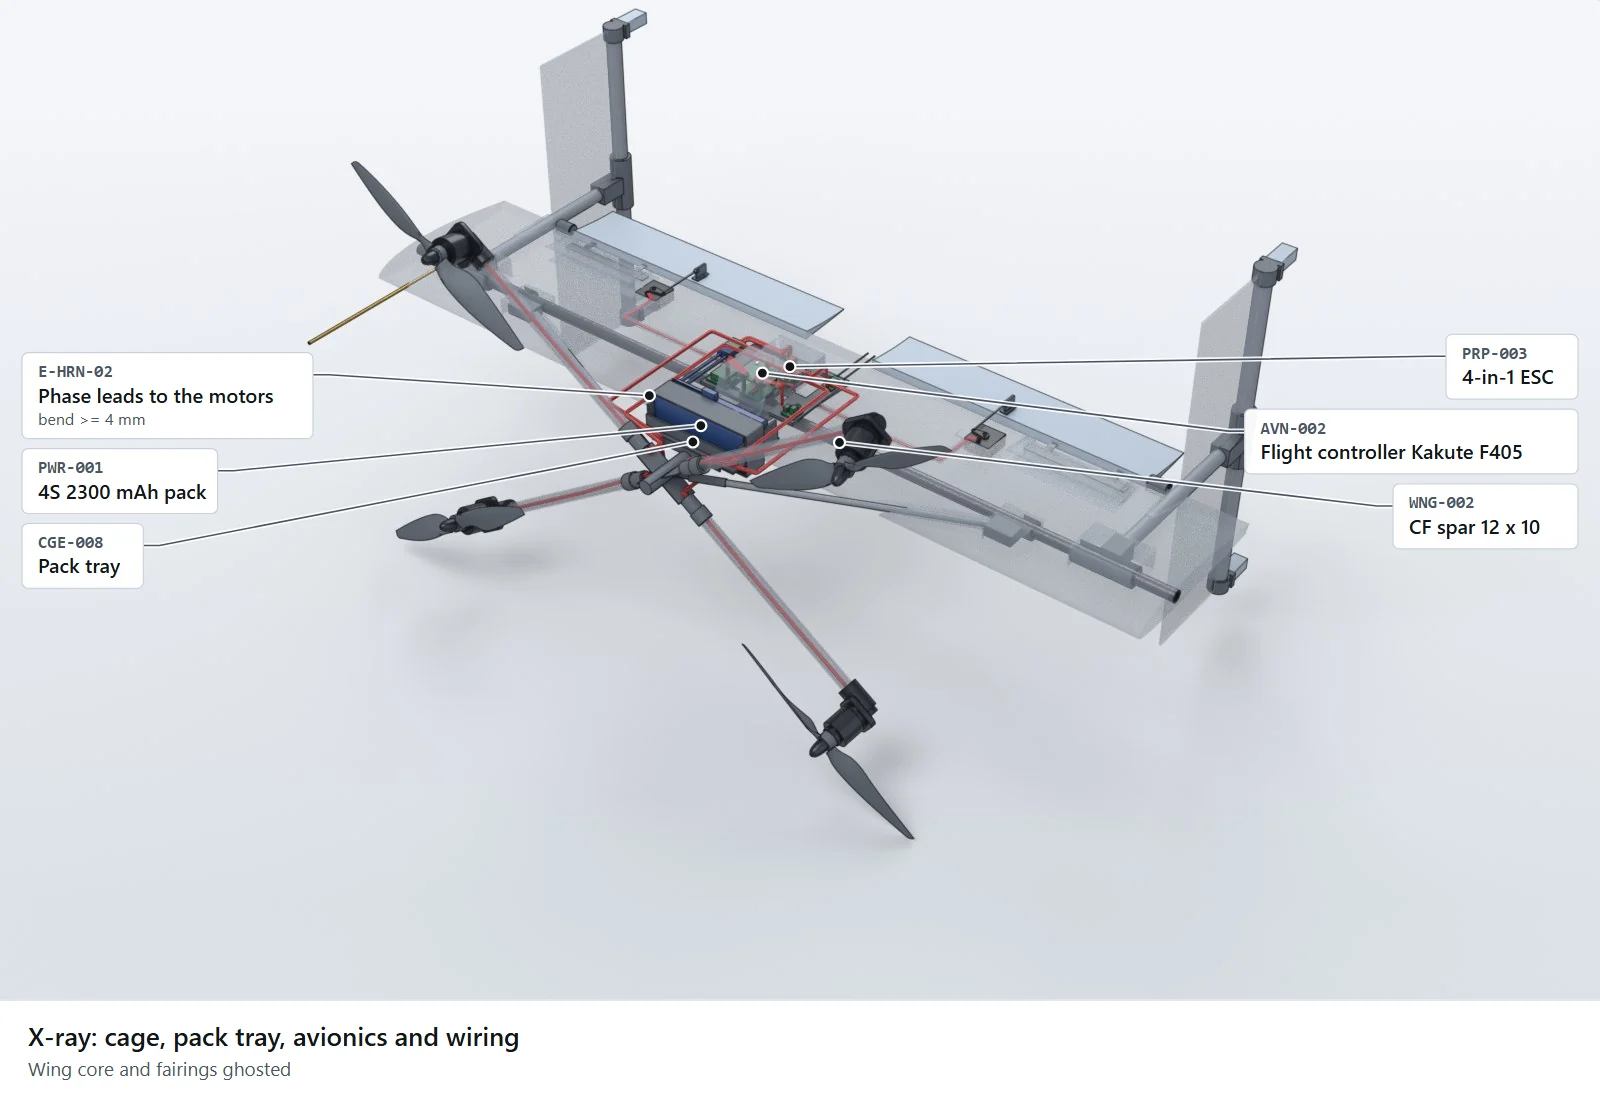 E-HRN-02
Phase leads to the motors
bend >= 4 mm
PWR-001
4S 2300 mAh pack
CGE-008
Pack tray
PRP-003
4-in-1 ESC
AVN-002
Flight controller Kakute F405
WNG-002
CF spar 12 x 10
X-ray: cage, pack tray, avionics and wiring
Wing core and fairings ghosted